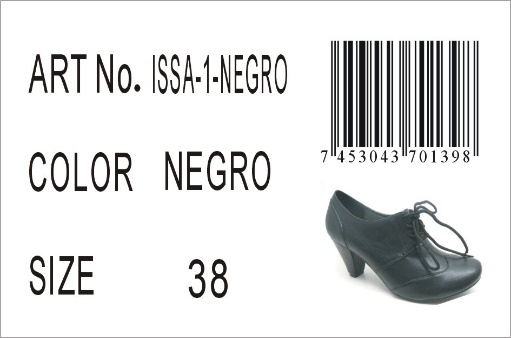 ART No. ISSA-1-NEGRO
COLOR NEGRO
SIZE 38
7 453043 701398